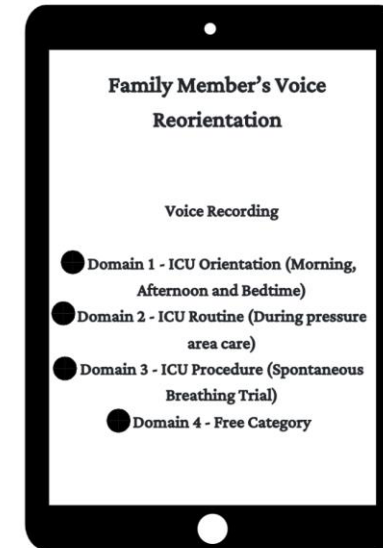 Family Member’s Voice
Reorientation
Voice Recording
Domain 1 - ICU Orientation (Morning,
Afternoon and Bedtime)
Domain 2 - ICU Routine (During pressure
area care)
Domain 3 - ICU Procedure (Spontaneous
Breathing Trial)
Domain 4 - Free Category